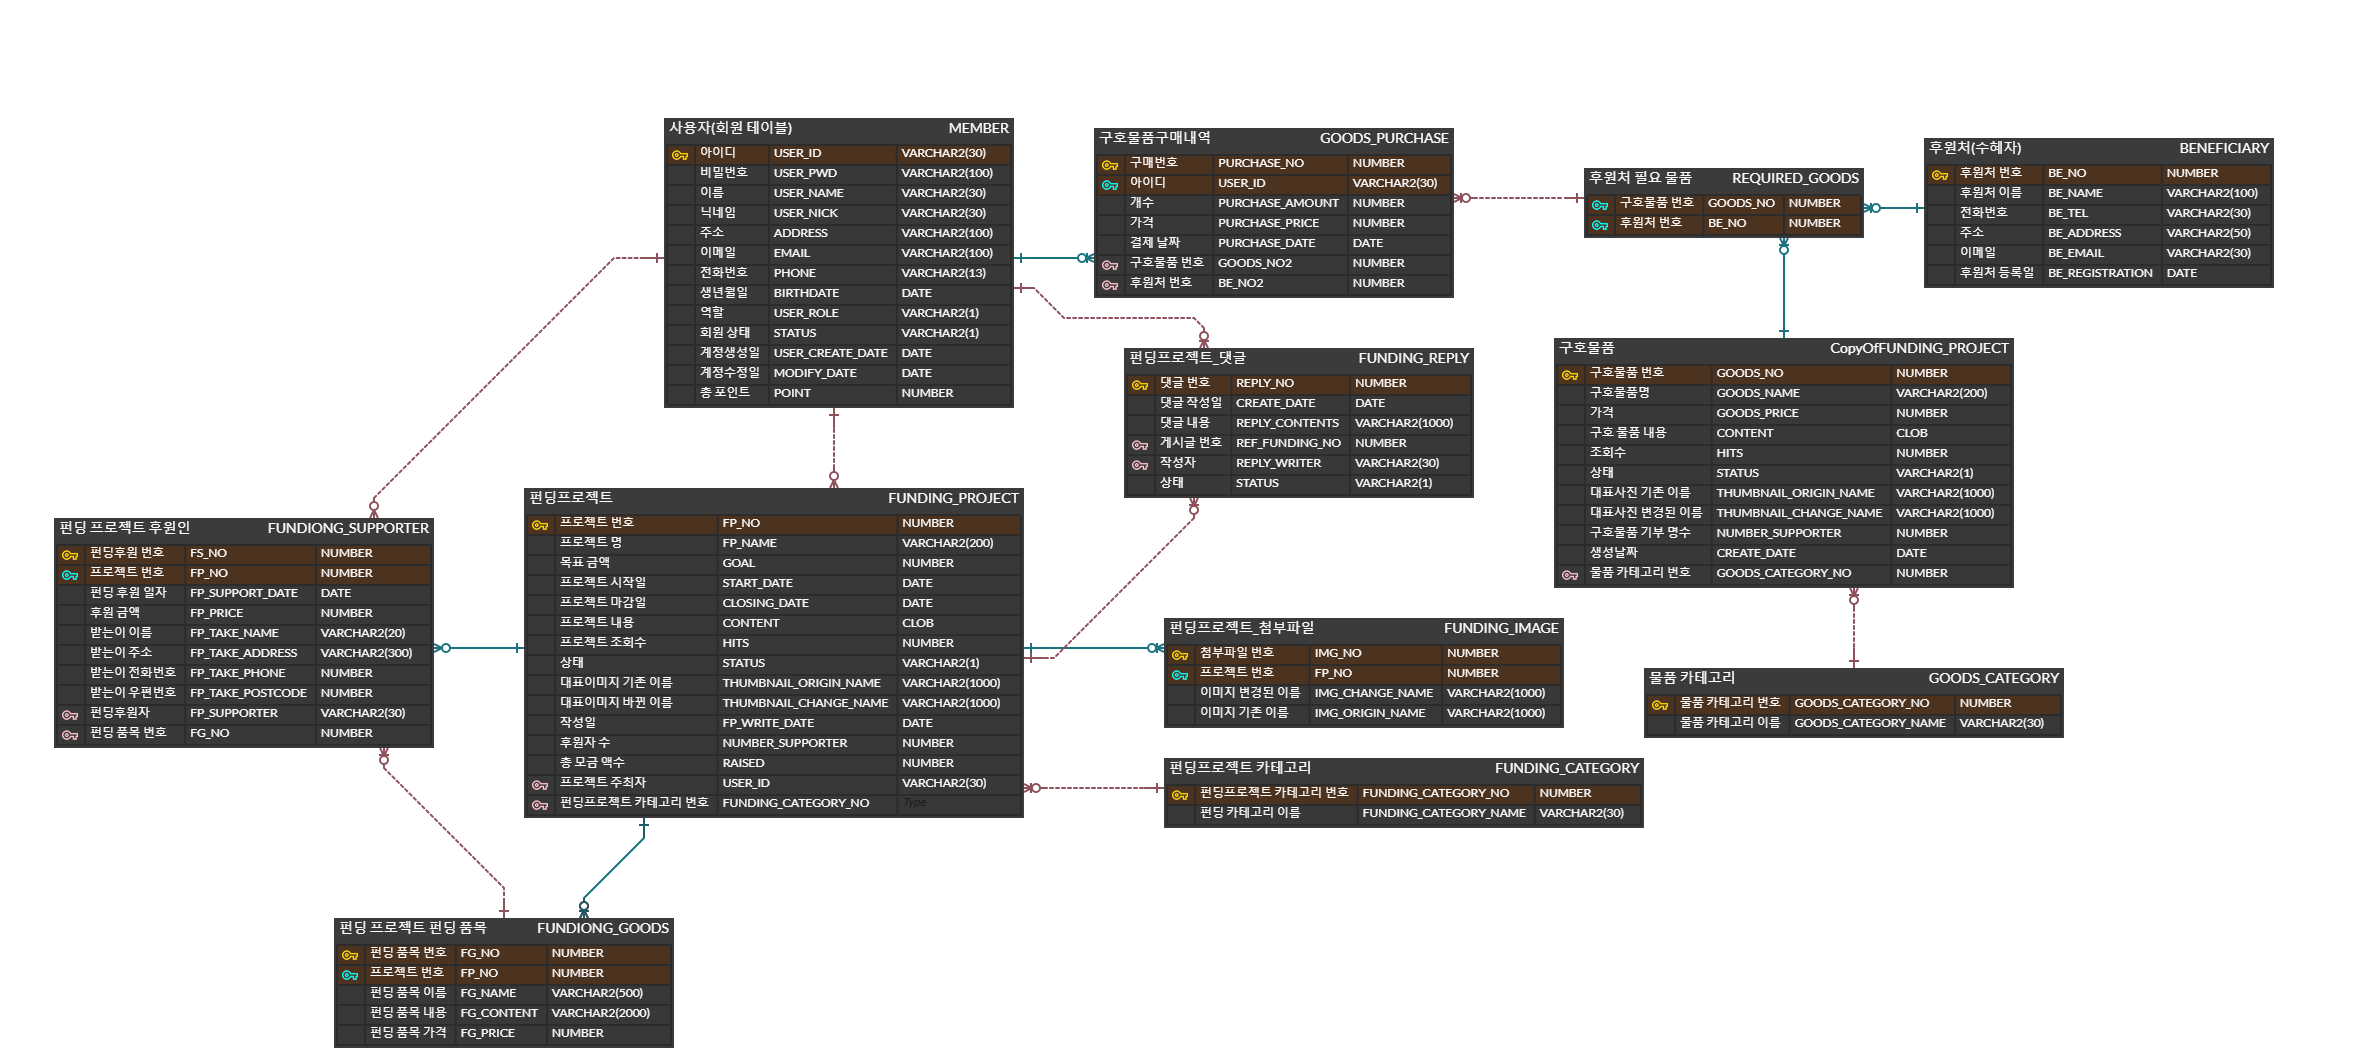 사용자(회원 테이블) MEMBER
아이디 USER_ID VARCHAR2(30)
비밀번호 USER_PWD VARCHAR2(100)
이름 USER_NAME VARCHAR2(30)
닉네임 USER_NICK VARCHAR2(30)
주소 ADDRESS VARCHAR2(100)
이메일 EMAIL VARCHAR2(100)
전화번호 PHONE VARCHAR2(13)
생년월일 BIRTHDATE DATE
역할 USER_ROLE VARCHAR2(1)
회원 상태 STATUS VARCHAR2(1)
계정생성일 USER_CREATE_DATE DATE
계정수정일 MODIFY_DATE DATE
총 포인트 POINT NUMBER
구호물품구매내역 GOODS_PURCHASE
구매번호 PURCHASE_NO NUMBER
아이디 USER_ID VARCHAR2(30)
개수 PURCHASE_AMOUNT NUMBER
가격 PURCHASE_PRICE NUMBER
결제 날짜 PURCHASE_DATE DATE
구호물품 번호 GOODS_NO2 NUMBER
후원처 번호 BE_NO2 NUMBER
후원처 필요 물품 REQUIRED_GOODS
구호물품 번호 GOODS_NO NUMBER
후원처 번호 BE_NO NUMBER
후원처(수혜자) BENEFICIARY
후원처 번호 BE_NO NUMBER
후원처 이름 BE_NAME VARCHAR2(100)
전화번호 BE_TEL VARCHAR2(30)
주소 BE_ADDRESS VARCHAR2(50)
이메일 BE_EMAIL VARCHAR2(30)
후원처 등록일 BE_REGISTRATION DATE
펀딩프로젝트_댓글 FUNDING_REPLY
댓글 번호 REPLY_NO NUMBER
댓글 작성일 CREATE_DATE DATE
댓글 내용 REPLY_CONTENTS VARCHAR2(1000)
게시글 번호 REF_FUNDING_NO NUMBER
작성자 REPLY_WRITER VARCHAR2(30)
상태 STATUS VARCHAR2(1)
구호물품 CopyOfFUNDING_PROJECT
구호물품 번호 GOODS_NO NUMBER
구호물품명 GOODS_NAME VARCHAR2(200)
가격 GOODS_PRICE NUMBER
구호 물품 내용 CONTENT CLOB
조회수 HITS NUMBER
상태 STATUS VARCHAR2(1)
대표사진 기존 이름 THUMBNAIL_ORIGIN_NAME VARCHAR2(1000)
대표사진 변경된 이름 THUMBNAIL_CHANGE_NAME VARCHAR2(1000)
구호물품 기부 명수 NUMBER_SUPPORTER NUMBER
생성날짜 CREATE_DATE DATE
물품 카테고리 번호 GOODS_CATEGORY_NO NUMBER
펀딩 프로젝트 후원인 FUNDIONG_SUPPORTER
펀딩후원 번호 FS_NO NUMBER
프로젝트 번호 FP_NO NUMBER
펀딩 후원 일자 FP_SUPPORT_DATE DATE
후원 금액 FP_PRICE NUMBER
받는이 이름 FP_TAKE_NAME VARCHAR2(20)
받는이 주소 FP_TAKE_ADDRESS VARCHAR2(300)
받는이 전화번호 FP_TAKE_PHONE NUMBER
받는이 우편번호 FP_TAKE_POSTCODE NUMBER
펀딩후원자 FP_SUPPORTER VARCHAR2(30)
펀딩 품목 번호 FG_NO NUMBER
펀딩프로젝트 FUNDING_PROJECT
프로젝트 번호 FP_NO NUMBER
프로젝트 명 FP_NAME VARCHAR2(200)
목표 금액 GOAL NUMBER
프로젝트 시작일 START_DATE DATE
프로젝트 마감일 CLOSING_DATE DATE
프로젝트 내용 CONTENT CLOB
프로젝트 조회수 HITS NUMBER
상태 STATUS VARCHAR2(1)
대표이미지 기존 이름 THUMBNAIL_ORIGIN_NAME VARCHAR2(1000)
대표이미지 바뀐 이름 THUMBNAIL_CHANGE_NAME VARCHAR2(1000)
작성일 FP_WRITE_DATE DATE
후원자 수 NUMBER_SUPPORTER NUMBER
총 모금 액수 RAISED NUMBER
프로젝트 주최자 USER_ID VARCHAR2(30)
펀딩프로젝트 카테고리 번호 FUNDING_CATEGORY_NO Type
펀딩프로젝트_첨부파일 FUNDING_IMAGE
첨부파일 번호 IMG_NO NUMBER
프로젝트 번호 FP_NO NUMBER
이미지 변경된 이름 IMG_CHANGE_NAME VARCHAR2(1000)
이미지 기존 이름 IMG_ORIGIN_NAME VARCHAR2(1000)
물품 카테고리 GOODS_CATEGORY
물품 카테고리 번호 GOODS_CATEGORY_NO NUMBER
물품 카테고리 이름 GOODS_CATEGORY_NAME VARCHAR2(30)
펀딩프로젝트 카테고리 FUNDING_CATEGORY
펀딩프로젝트 카테고리 번호 FUNDING_CATEGORY_NO NUMBER
펀딩 카테고리 이름 FUNDING_CATEGORY_NAME VARCHAR2(30)
펀딩 프로젝트 펀딩 품목 FUNDIONG_GOODS
펀딩 품목 번호 FG_NO NUMBER
프로젝트 번호 FP_NO NUMBER
펀딩 품목 이름 FG_NAME VARCHAR2(500)
펀딩 품목 내용 FG_CONTENT VARCHAR2(2000)
펀딩 품목 가격 FG_PRICE NUMBER